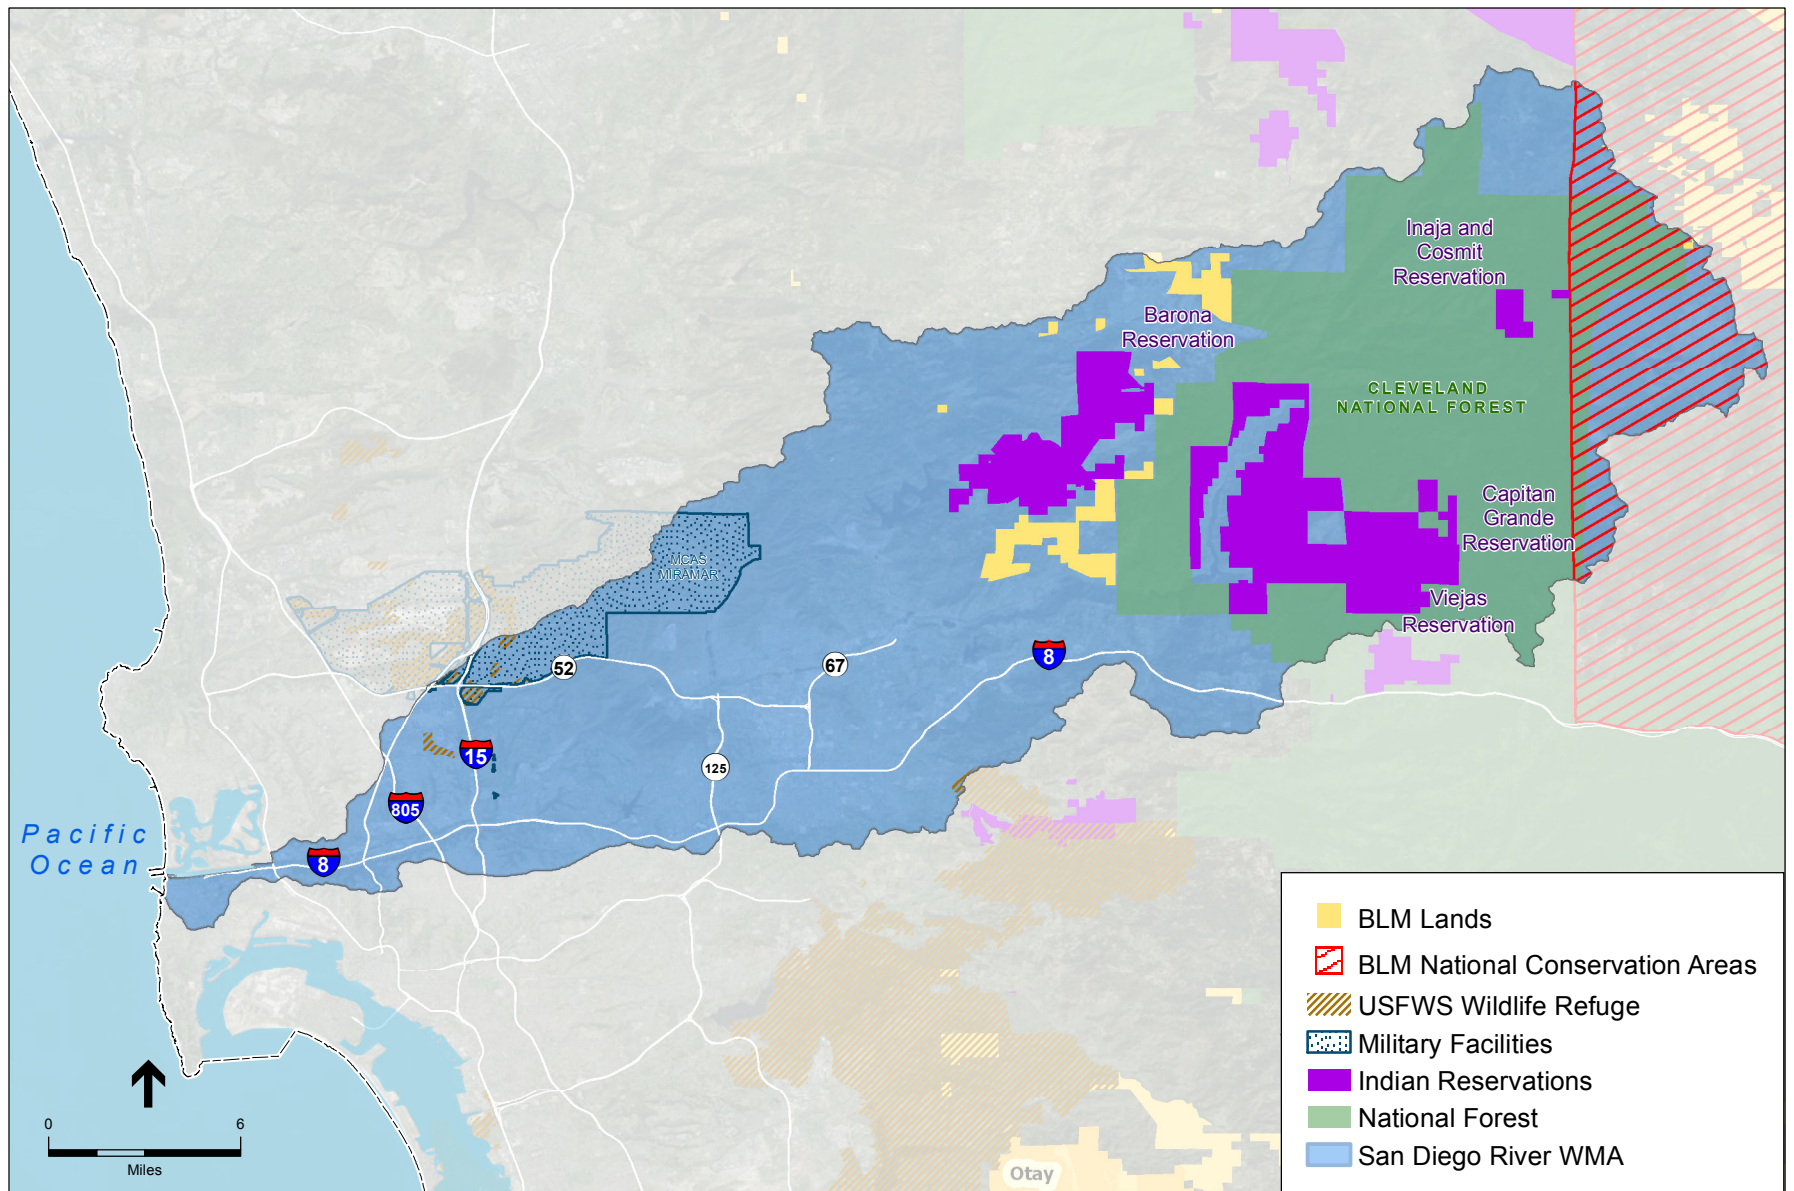 Inaja and
Cosmit
Reservation
Barona
Reservation
CLEVELAND
NATIONAL FOREST
Capitan
Grande
Reservation
MCAS
MIRAMAR
Viejas
Reservation
52
67
8
15
125
805
8
Pacific
Ocean
BLM Lands
BLM National Conservation Areas
USFWS Wildlife Refuge
Military Facilities
Indian Reservations
National Forest
San Diego River WMA
0 6
Miles
Otay